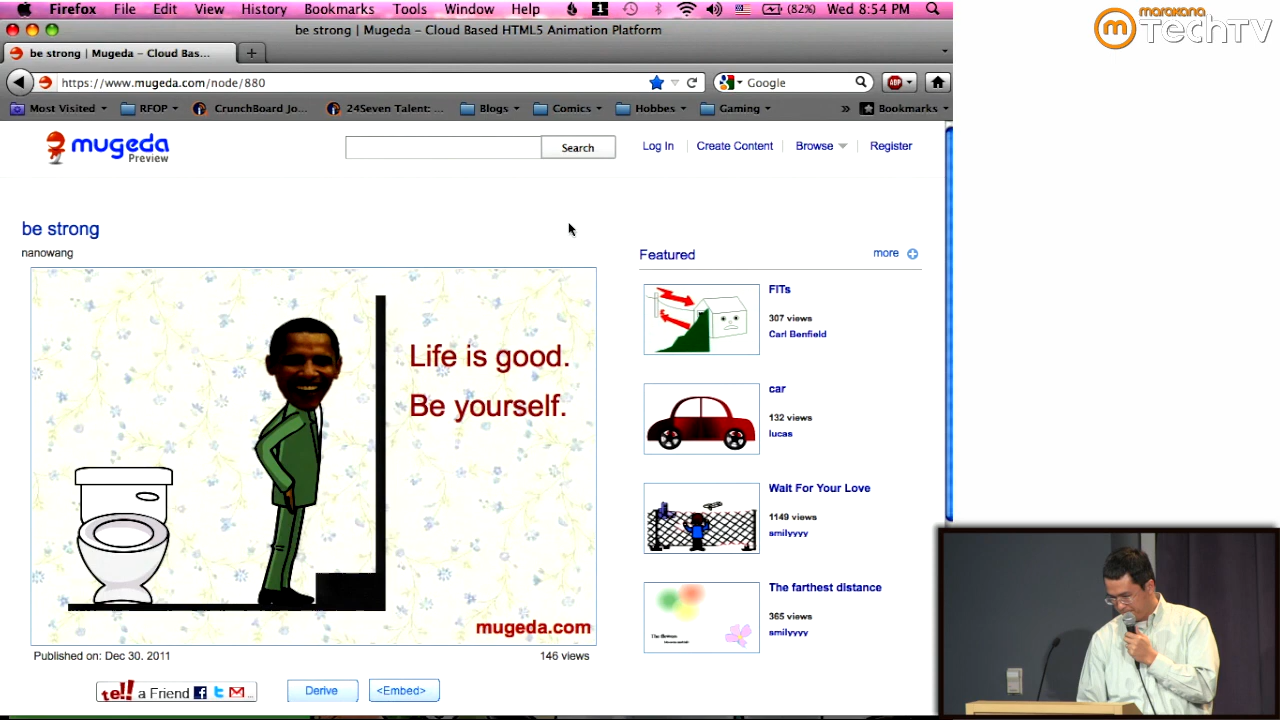 Firefox File Edit View History Bookmarks Tools Window Help 1 (82%) Wed 8:54 PM
marakana
m TechTV
be strong | Mugeda – Cloud Based HTML5 Animation Platform
be strong | Mugeda – Cloud Bas... +
https://www.mugeda.com/node/880 Google ABP
Most Visited RFOP CrunchBoard Jo... 24Seven Talent: ... Blogs Comics Hobbes Gaming » Bookmarks
mugeda
Preview
Search
Log In Create Content Browse Register
be strong
nanowang
Featured more
FITs
307 views
Carl Benfield
car
132 views
lucas
Wait For Your Love
1149 views
smilyyyy
The farthest distance
365 views
smilyyyy
Life is good.
Be yourself.
mugeda.com
Published on: Dec 30. 2011 146 views
tell a Friend ... Derive <Embed>